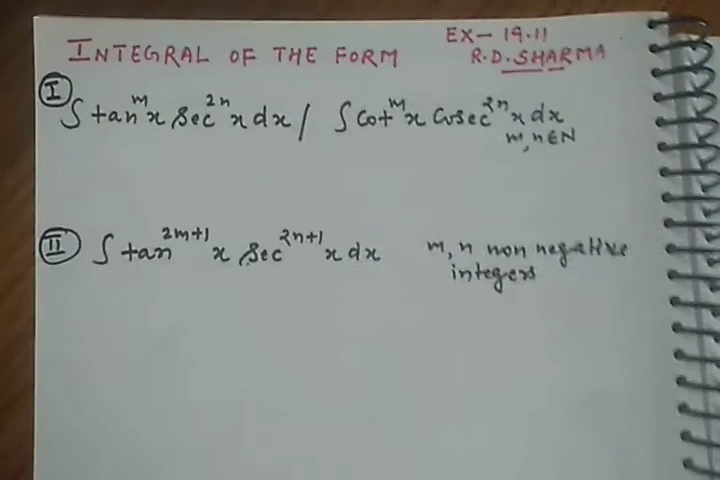 INTEGRAL OF THE FORM
EX- 19.11
R.D. SHARMA
I ∫ tan^m x sec^2n x dx / ∫ cot^m x cosec^2n x dx
m, n ∈ N
II ∫ tan^2m+1 x sec^2n+1 x dx
m, n non negative
integers